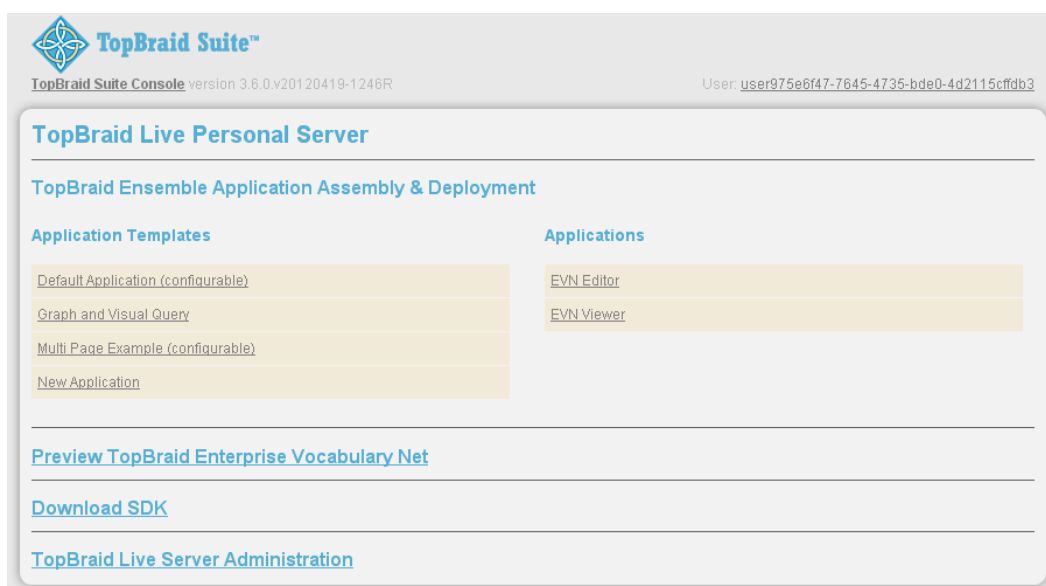 TopBraid Suite™
TopBraid Suite Console version 3.6.0.v20120419-1246R
User: user975e6f47-7645-4735-bde0-4d2115cffdb3
TopBraid Live Personal Server
TopBraid Ensemble Application Assembly & Deployment
Application Templates
Default Application (configurable)
Graph and Visual Query
Multi Page Example (configurable)
New Application
Applications
EVN Editor
EVN Viewer
Preview TopBraid Enterprise Vocabulary Net
Download SDK
TopBraid Live Server Administration